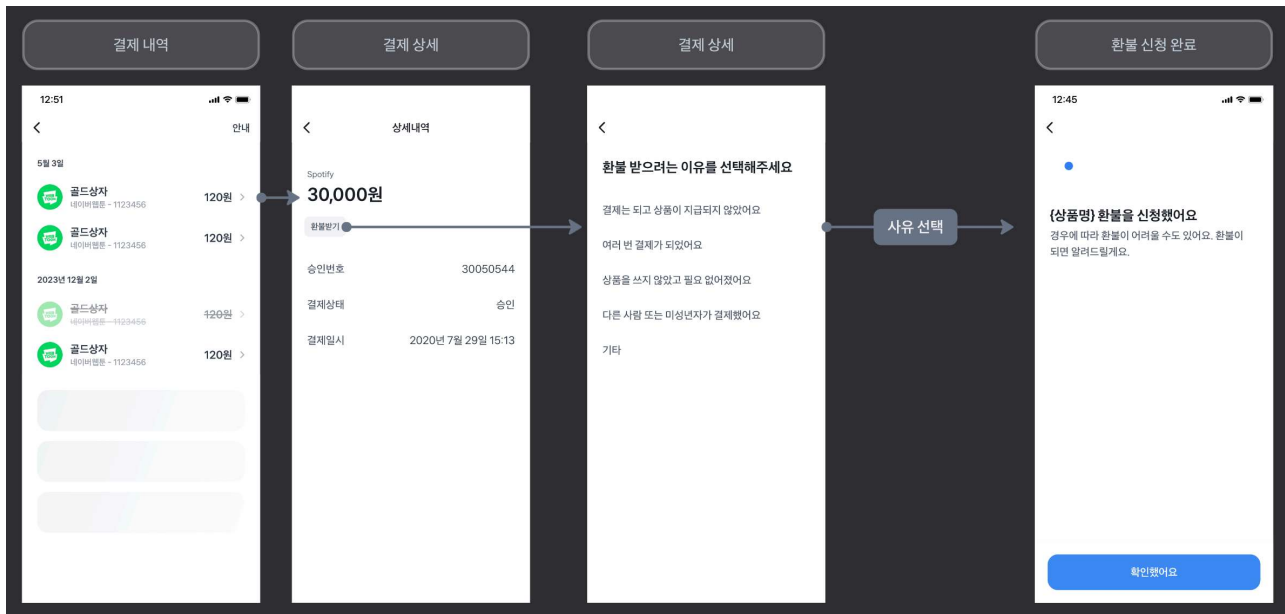 결제 내역
12:51
안내
5월 3일
골드상자
네이버웹툰 - 1123456
120원
골드상자
네이버웹툰 - 1123456
120원
2023년 12월 2일
골드상자
네이버웹툰 - 1123456
120원
골드상자
네이버웹툰 - 1123456
120원
결제 상세
상세내역
Spotify
30,000원
환불받기
승인번호 30050544
결제상태 승인
결제일시 2020년 7월 29일 15:13
결제 상세
환불 받으려는 이유를 선택해주세요
결제는 되고 상품이 지급되지 않았어요
여러 번 결제가 되었어요
상품을 쓰지 않았고 필요 없어졌어요
다른 사람 또는 미성년자가 결제했어요
기타
사유 선택
환불 신청 완료
12:45
{상품명} 환불을 신청했어요
경우에 따라 환불이 어려울 수도 있어요. 환불이
되면 알려드릴게요.
확인했어요